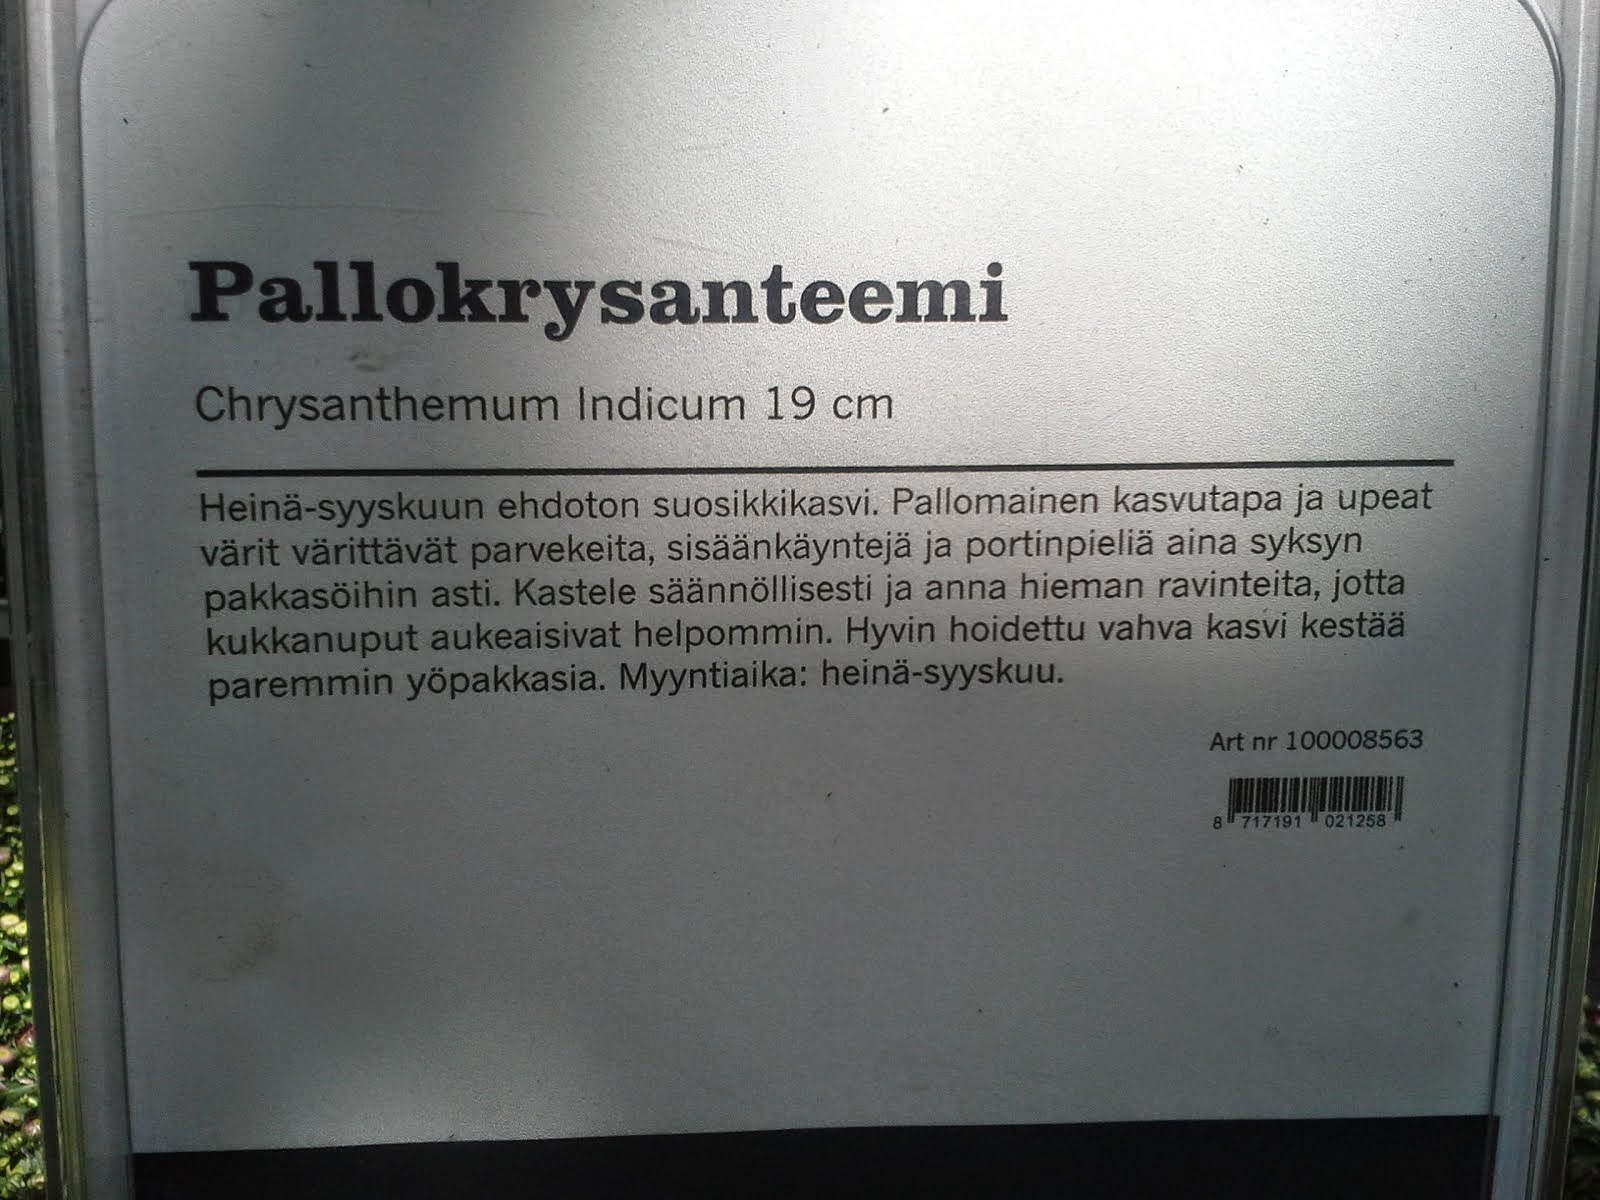 Pallokrysanteemi
Chrysanthemum Indicum 19 cm
Heinä-syyskuun ehdoton suosikkikasvi. Pallomainen kasvutapa ja upeat
värit värittävät parvekeita, sisäänkäyntejä ja portinpieliä aina syksyn
pakkasöihin asti. Kastele säännöllisesti ja anna hieman ravinteita, jotta
kukkanuput aukeaisivat helpommin. Hyvin hoidettu vahva kasvi kestää
paremmin yöpakkasia. Myyntiaika: heinä-syyskuu.
Art nr 100008563
8 717191 021258